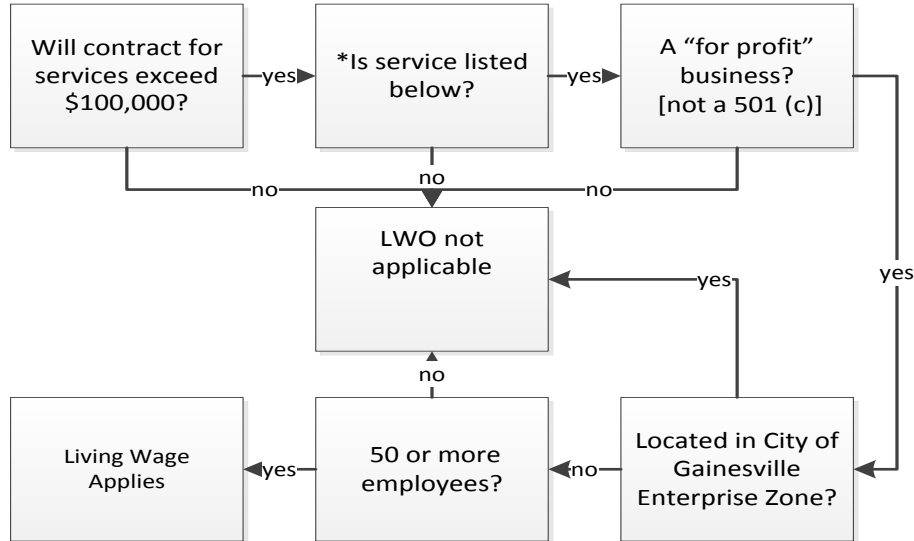 Will contract for
services exceed
$100,000?
yes
*Is service listed
below?
yes
A “for profit”
business?
[not a 501 (c)]
no
no
no
yes
LWO not
applicable
yes
no
Living Wage
Applies
yes
50 or more
employees?
no
Located in City of
Gainesville
Enterprise Zone?